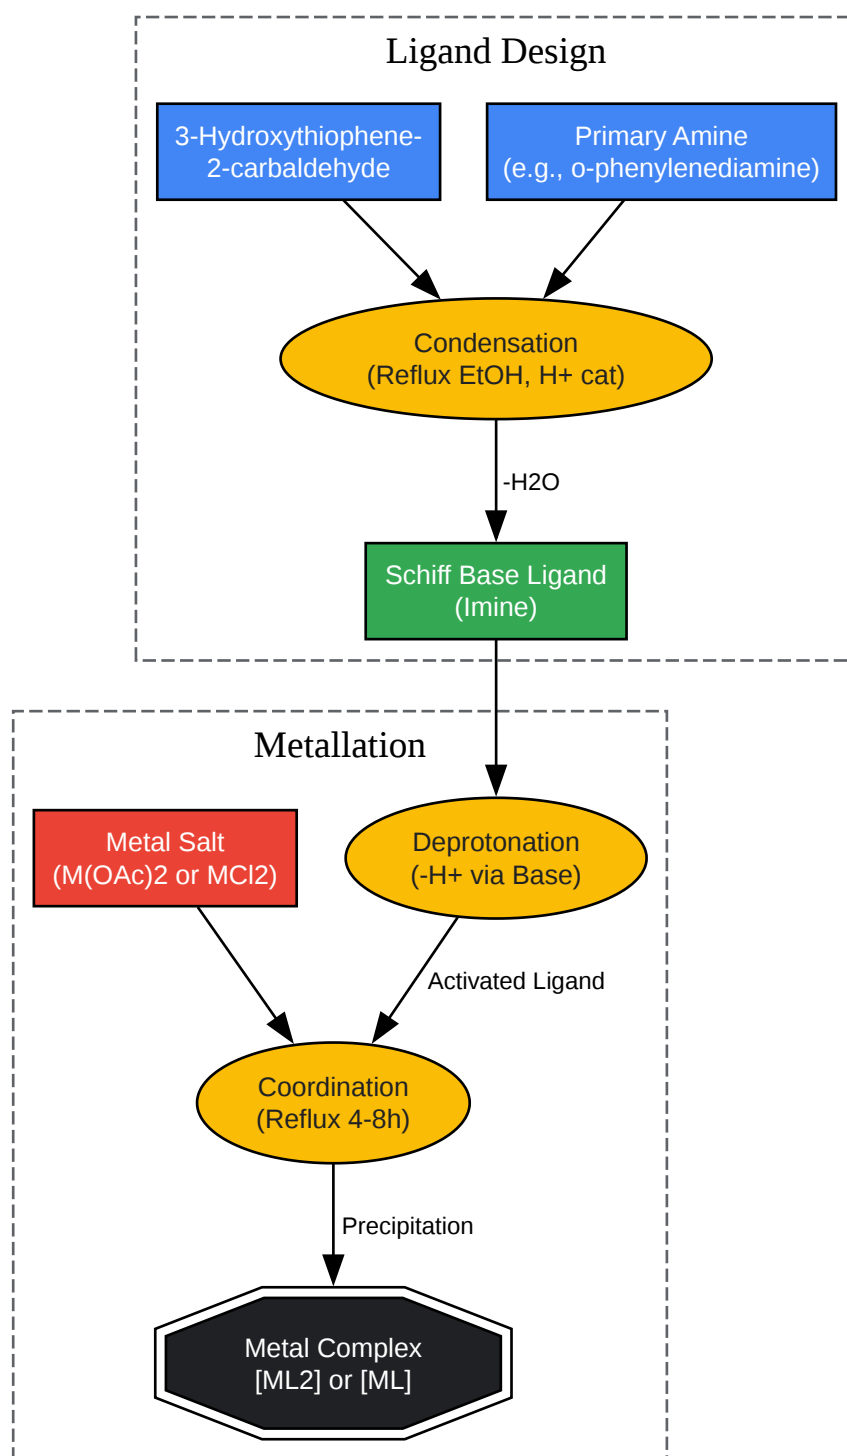 Ligand Design
3-Hydroxythiophene-
2-carbaldehyde
Primary Amine
(e.g., o-phenylenediamine)
Condensation
(Reflux EtOH, H+ cat)
-H2O
Schiff Base Ligand
(Imine)
Metallation
Metal Salt
(M(OAc)2 or MCl2)
Deprotonation
(-H+ via Base)
Activated Ligand
Coordination
(Reflux 4-8h)
Precipitation
Metal Complex
[ML2] or [ML]